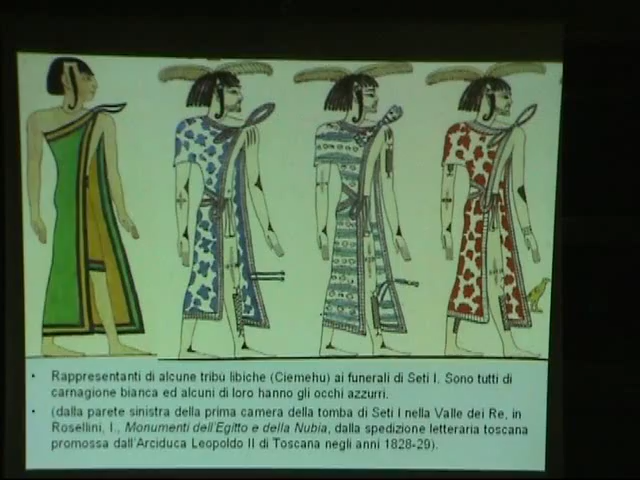 • Rappresentanti di alcune tribù libiche (Ciemehu) ai funerali di Seti I. Sono tutti di
carnagione bianca ed alcuni di loro hanno gli occhi azzurri.
• (dalla parete sinistra della prima camera della tomba di Seti I nella Valle dei Re, in
Rosellini, I., Monumenti dell'Egitto e della Nubia, dalla spedizione letteraria toscana
promossa dall'Arciduca Leopoldo II di Toscana negli anni 1828-29).